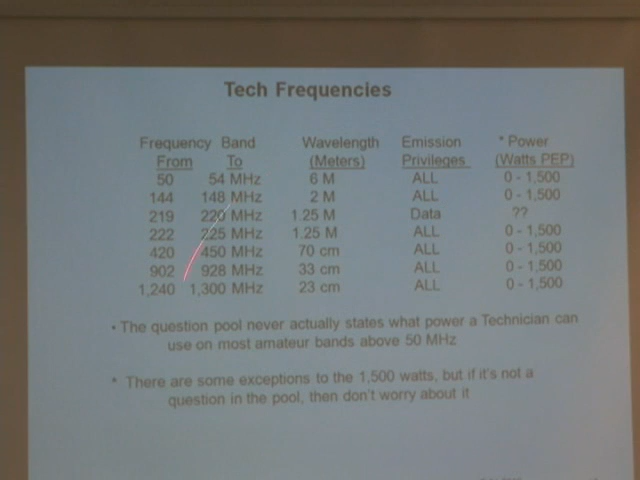 Tech Frequencies
Frequency Band Wavelength Emission * Power
From To (Meters) Privileges (Watts PEP)
50 54 MHz 6 M ALL 0 - 1,500
144 148 MHz 2 M ALL 0 - 1,500
219 220 MHz 1.25 M Data ??
222 225 MHz 1.25 M ALL 0 - 1,500
420 450 MHz 70 cm ALL 0 - 1,500
902 928 MHz 33 cm ALL 0 - 1,500
1,240 1,300 MHz 23 cm ALL 0 - 1,500
• The question pool never actually states what power a Technician can
use on most amateur bands above 50 MHz
* There are some exceptions to the 1,500 watts, but if it's not a
question in the pool, then don't worry about it